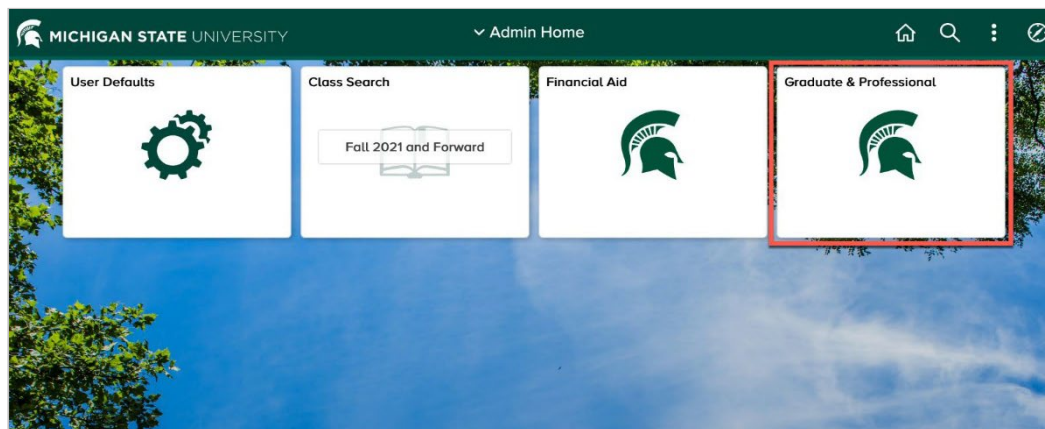 MICHIGAN STATE UNIVERSITY
Admin Home
User Defaults
Class Search
Fall 2021 and Forward
Financial Aid
Graduate & Professional